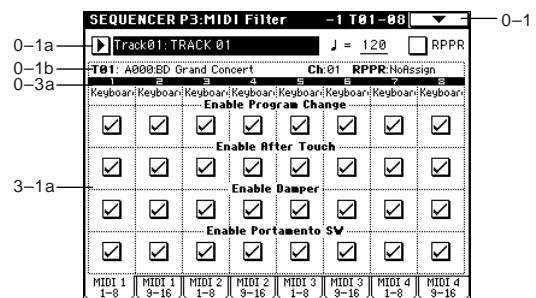 SEQUENCER P3:MIDI Filter −1 T01−08
0–1
0–1a
Track01: TRACK 01
♩ = 120
RPPR
0–1b
T01: A000:BD Grand Concert Ch:01 RPPR:NoAssign
0–3a
1 2 3 4 5 6 7 8
Keyboar Keyboar Keyboar Keyboar Keyboar Keyboar Keyboar Keyboar
Enable Program Change
Enable After Touch
3–1a
Enable Damper
Enable Portamento SW
MIDI 1 MIDI 1 MIDI 2 MIDI 2 MIDI 3 MIDI 3 MIDI 4 MIDI 4
1–8 9–16 1–8 9–16 1–8 9–16 1–8 9–16